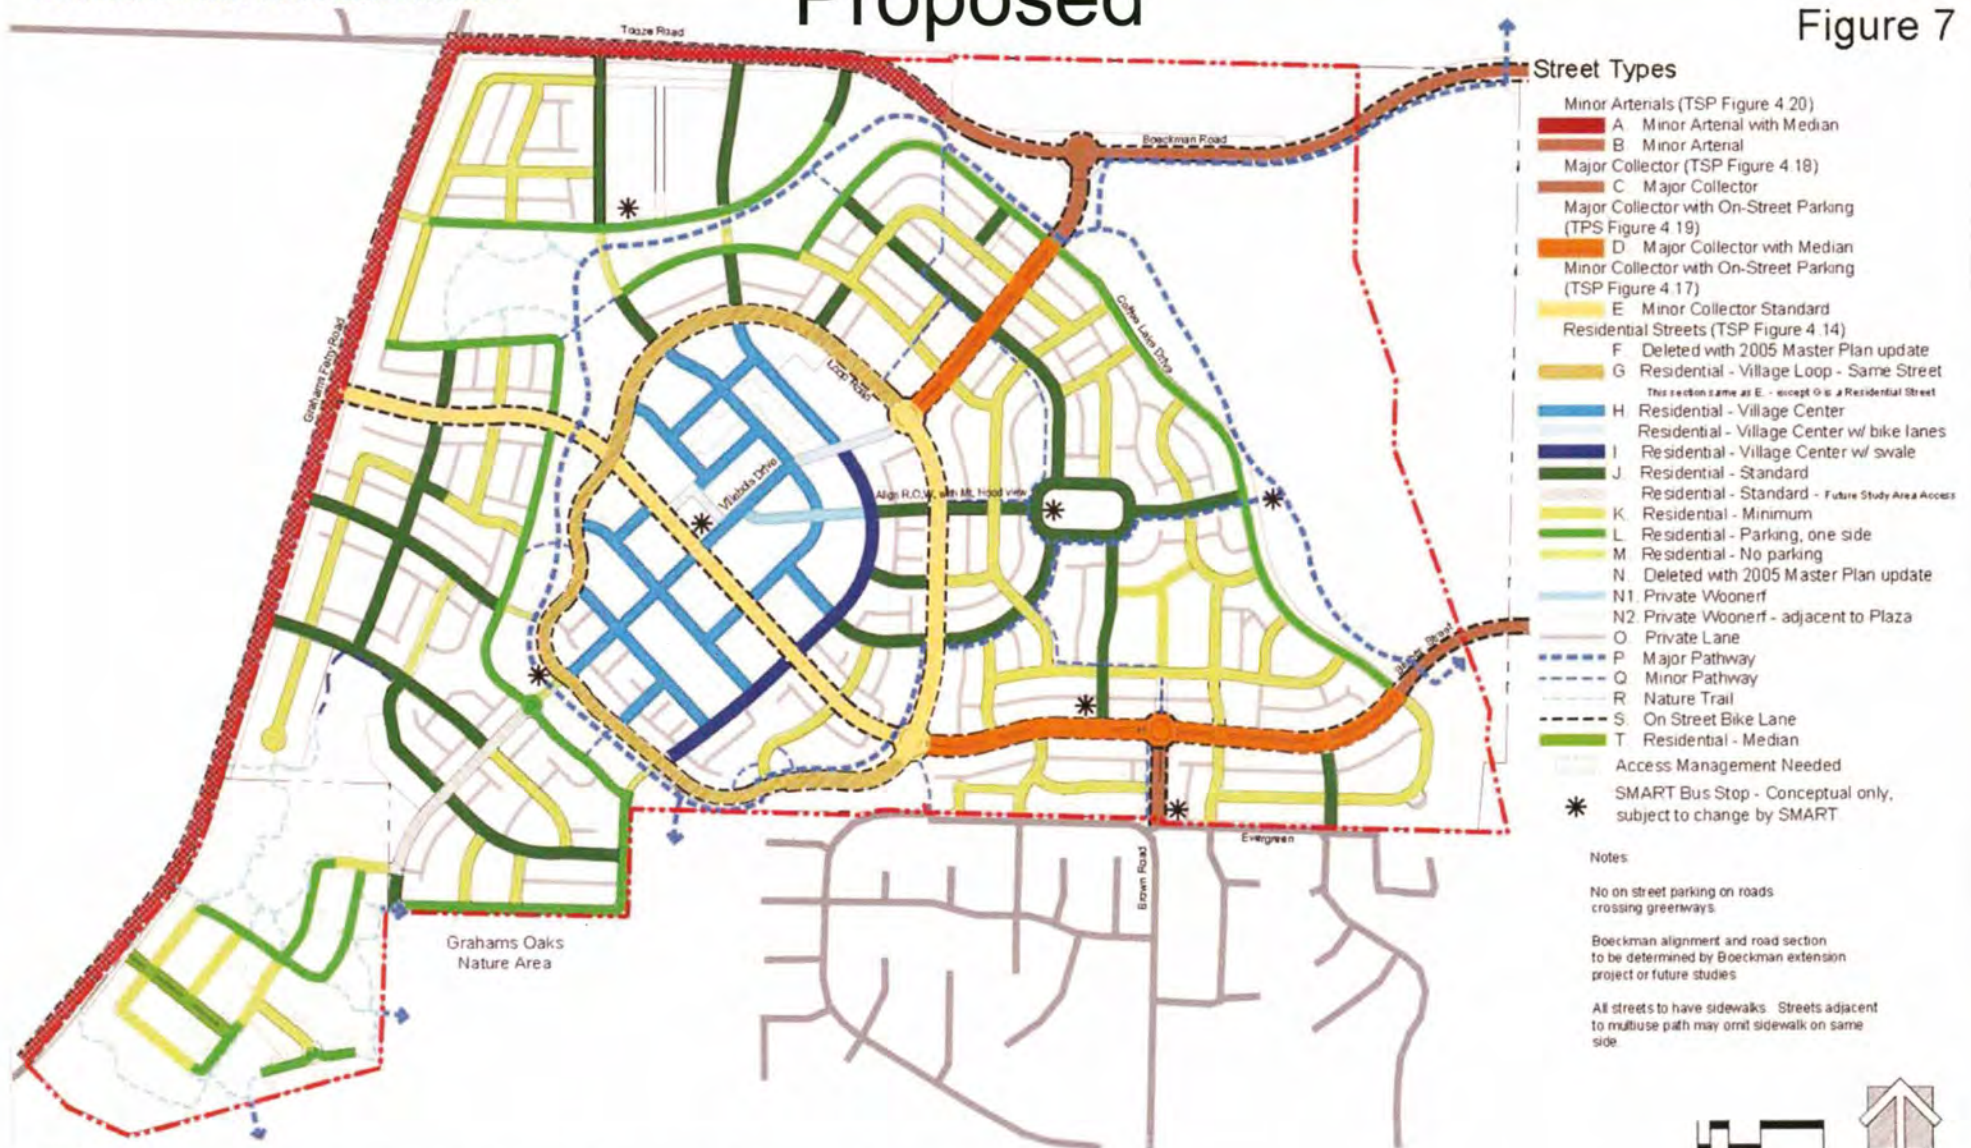 Proposed
Figure 7
Tooze Road
Boeckman Road
Grahams Ferry Road
Coffee Lake Drive
Loop Road
Villebois Drive
Align R.O.W. with Mt. Hood view
Street
Evergreen
Brown Road
Grahams Oaks
Nature Area
Street Types
Minor Arterials (TSP Figure 4.20)
A. Minor Arterial with Median
B. Minor Arterial
Major Collector (TSP Figure 4.18)
C. Major Collector
Major Collector with On-Street Parking
(TPS Figure 4.19)
D. Major Collector with Median
Minor Collector with On-Street Parking
(TSP Figure 4.17)
E. Minor Collector Standard
Residential Streets (TSP Figure 4.14)
F. Deleted with 2005 Master Plan update
G. Residential - Village Loop - Same Street
This section same as E. - except G is a Residential Street
H. Residential - Village Center
Residential - Village Center w/ bike lanes
I. Residential - Village Center w/ swale
J. Residential - Standard
Residential - Standard - Future Study Area Access
K. Residential - Minimum
L. Residential - Parking, one side
M. Residential - No parking
N. Deleted with 2005 Master Plan update
N1. Private Woonerf
N2. Private Woonerf - adjacent to Plaza
O. Private Lane
P. Major Pathway
Q. Minor Pathway
R. Nature Trail
S. On Street Bike Lane
T. Residential - Median
Access Management Needed
SMART Bus Stop - Conceptual only,
subject to change by SMART
Notes
No on street parking on roads
crossing greenways.
Boeckman alignment and road section
to be determined by Boeckman extension
project or future studies
All streets to have sidewalks. Streets adjacent
to multiuse path may omit sidewalk on same
side.